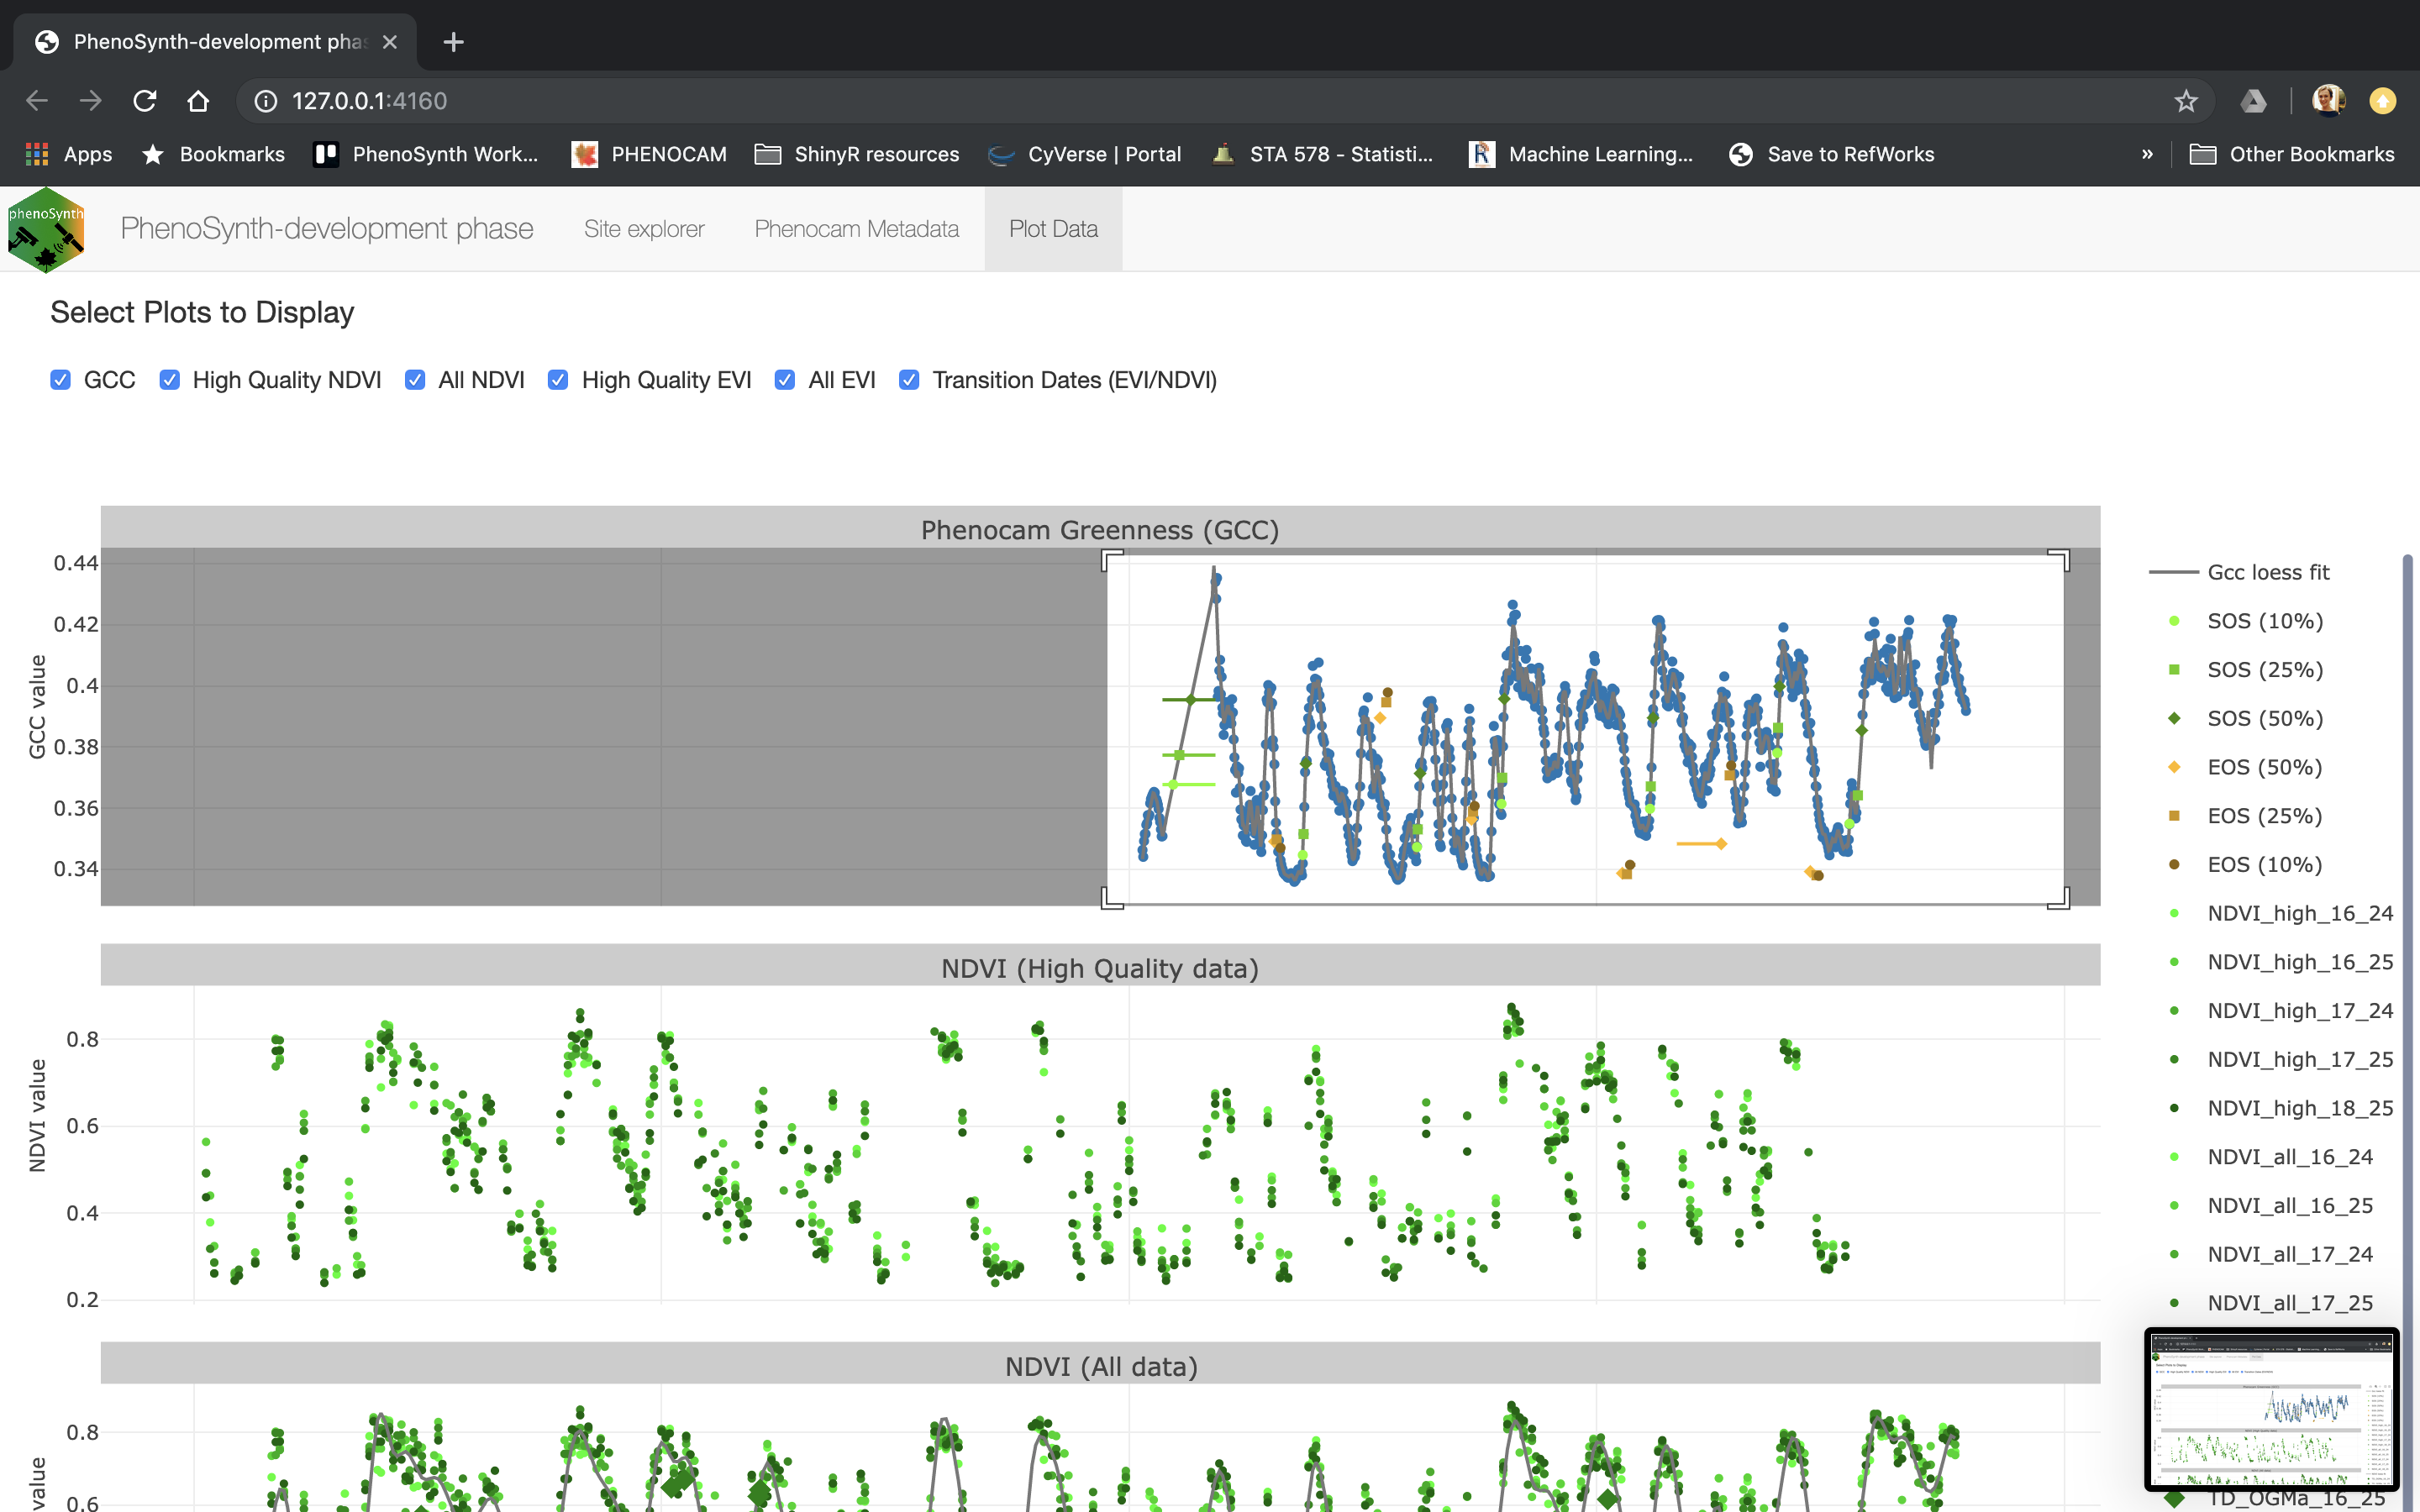 PhenoSynth-development pha
127.0.0.1:4160
Apps Bookmarks PhenoSynth Work... PHENOCAM ShinyR resources CyVerse | Portal STA 578 - Statisti... Machine Learning... Save to RefWorks » Other Bookmarks
phenoSynth
PhenoSynth-development phase Site explorer Phenocam Metadata Plot Data
Select Plots to Display
GCC High Quality NDVI All NDVI High Quality EVI All EVI Transition Dates (EVI/NDVI)
Phenocam Greenness (GCC)
GCC value
0.44
0.42
0.4
0.38
0.36
0.34
Gcc loess fit
SOS (10%)
SOS (25%)
SOS (50%)
EOS (50%)
EOS (25%)
EOS (10%)
NDVI_high_16_24
NDVI_high_16_25
NDVI_high_17_24
NDVI_high_17_25
NDVI_high_18_25
NDVI_all_16_24
NDVI_all_16_25
NDVI_all_17_24
NDVI_all_17_25
TD_OGMa_16_25
NDVI (High Quality data)
NDVI value
0.8
0.6
0.4
0.2
NDVI (All data)
value
0.8
0.6